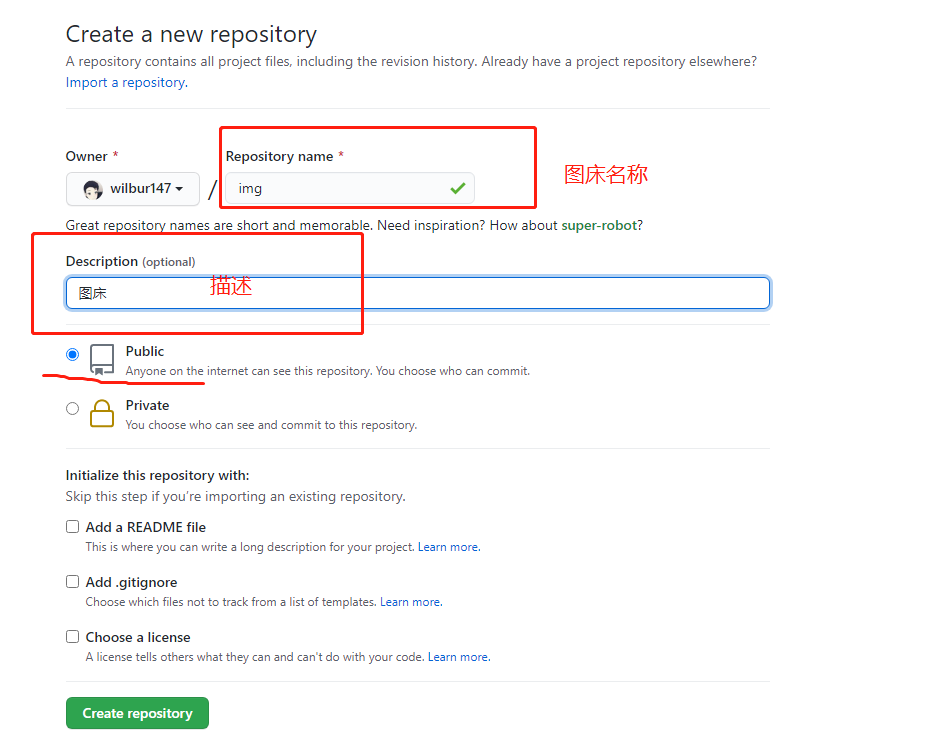 Create a new repository
A repository contains all project files, including the revision history. Already have a project repository elsewhere?
Import a repository.
Owner *
Repository name *
wilbur147
/
img
图床名称
Great repository names are short and memorable. Need inspiration? How about super-robot?
Description (optional)
图床
描述
Public
Anyone on the internet can see this repository. You choose who can commit.
Private
You choose who can see and commit to this repository.
Initialize this repository with:
Skip this step if you're importing an existing repository.
Add a README file
This is where you can write a long description for your project. Learn more.
Add .gitignore
Choose which files not to track from a list of templates. Learn more.
Choose a license
A license tells others what they can and can't do with your code. Learn more.
Create repository